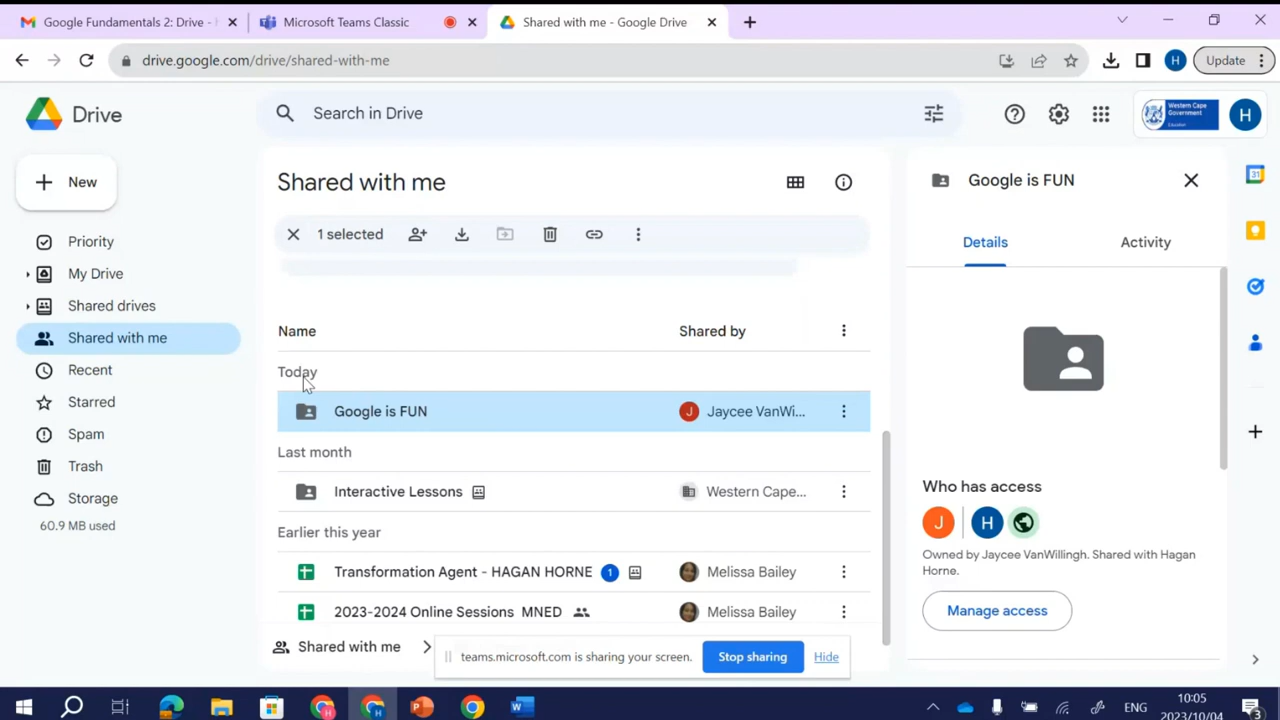 Google Fundamentals 2: Drive -
Microsoft Teams Classic
Shared with me - Google Drive
drive.google.com/drive/shared-with-me
H
Update
Drive
Search in Drive
Western Cape
Government
H
New
Shared with me
Google is FUN
1 selected
Details
Activity
Priority
My Drive
Shared drives
Shared with me
Recent
Starred
Spam
Trash
Storage
60.9 MB used
Name
Shared by
Today
Google is FUN
J
Jaycee VanWi...
Last month
Interactive Lessons
Western Cape...
Earlier this year
Transformation Agent - HAGAN HORNE
1
Melissa Bailey
2023-2024 Online Sessions MNED
Melissa Bailey
Shared with me
Who has access
J
H
Owned by Jaycee VanWillingh. Shared with Hagan
Horne.
Manage access
31
teams.microsoft.com is sharing your screen.
Stop sharing
Hide
ENG
10:05
2023/10/04
3